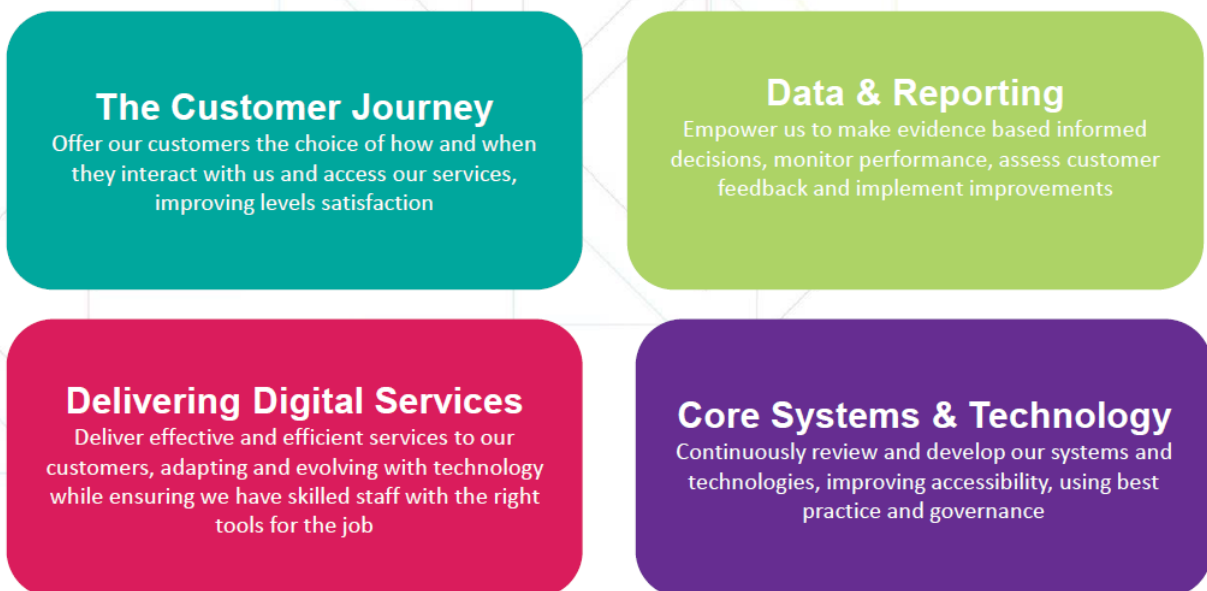 The Customer Journey
Offer our customers the choice of how and when
they interact with us and access our services,
improving levels satisfaction
Data & Reporting
Empower us to make evidence based informed
decisions, monitor performance, assess customer
feedback and implement improvements
Delivering Digital Services
Deliver effective and efficient services to our
customers, adapting and evolving with technology
while ensuring we have skilled staff with the right
tools for the job
Core Systems & Technology
Continuously review and develop our systems and
technologies, improving accessibility, using best
practice and governance